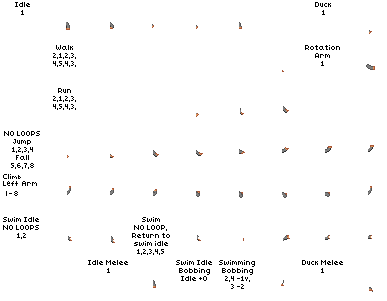 Idle
1
Duck
1
Walk
2,1,2,3,
4,5,4,3,
Rotation
Arm
1
Run
2,1,2,3,
4,5,4,3,
NO LOOPS
Jump
1,2,3,4
Fall
5,6,7,8
Climb
Left Arm
1-8
Swim Idle
NO LOOPS
1,2
Swim
NO LOOP,
Return to
swim idle
1,2,3,4,5
Idle Melee
1
Swim Idle
Bobbing
Idle +0
Swimming
Bobbing
2,4 -1v,
3 -2
Duck Melee
1